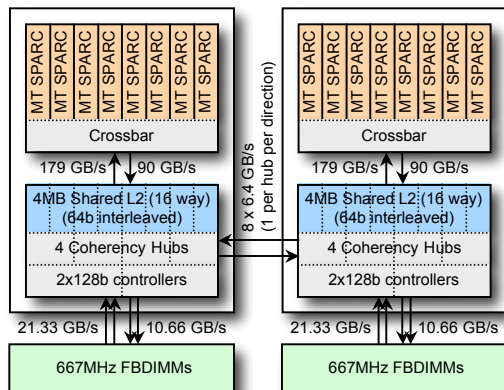 MT SPARC
MT SPARC
MT SPARC
MT SPARC
MT SPARC
MT SPARC
MT SPARC
MT SPARC
Crossbar
179 GB/s
90 GB/s
4MB Shared L2 (16 way)
(64b interleaved)
4 Coherency Hubs
2x128b controllers
21.33 GB/s
10.66 GB/s
667MHz FBDIMMs
8 x 6.4 GB/s
(1 per hub per direction)
MT SPARC
MT SPARC
MT SPARC
MT SPARC
MT SPARC
MT SPARC
MT SPARC
MT SPARC
Crossbar
179 GB/s
90 GB/s
4MB Shared L2 (16 way)
(64b interleaved)
4 Coherency Hubs
2x128b controllers
21.33 GB/s
10.66 GB/s
667MHz FBDIMMs